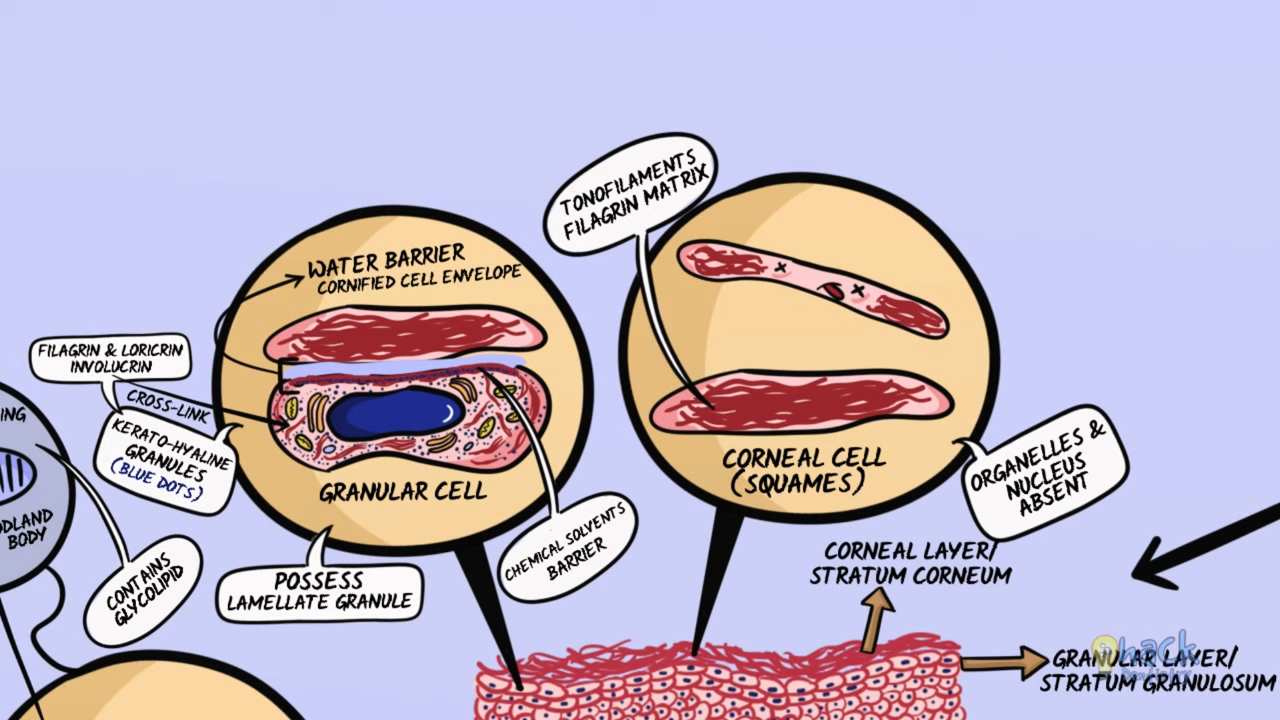 TONOFILAMENTS
FILAGRIN MATRIX
WATER BARRIER
CORNIFIED CELL ENVELOPE
FILAGRIN & LORICRIN
INVOLUCRIN
CROSS-LINK
KERATO-HYALINE
GRANULES
(BLUE DOTS)
GRANULAR CELL
POSSESS
LAMELLATE GRANULE
CHEMICAL SOLVENTS
BARRIER
CORNEAL CELL
(SQUAMES)
ORGANELLES &
NUCLEUS
ABSENT
ING
DLAND
BODY
CONTAINS
GLYCOLIPID
CORNEAL LAYER/
STRATUM CORNEUM
GRANULAR LAYER/
STRATUM GRANULOSUM
hack